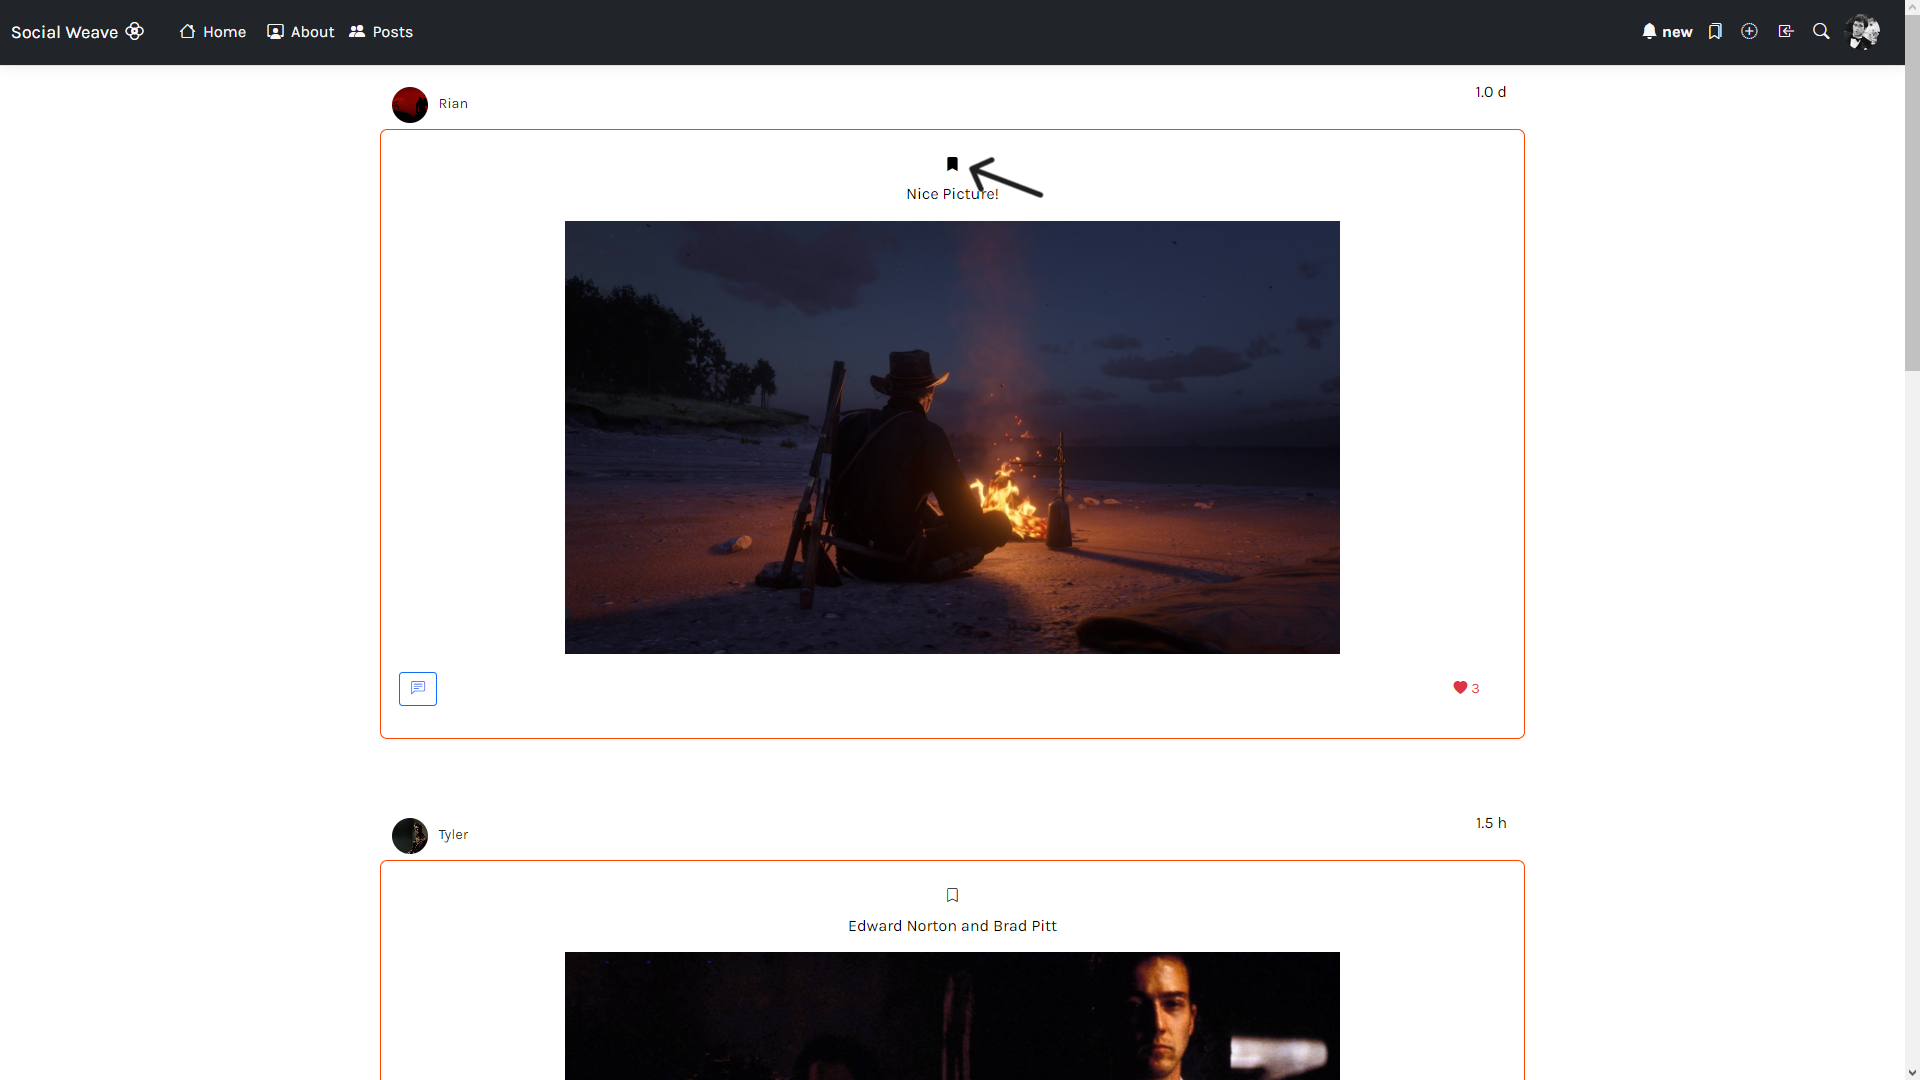 Social Weave Home About Posts new
Rian 1.0 d
Nice Picture!
3
Tyler 1.5 h
Edward Norton and Brad Pitt